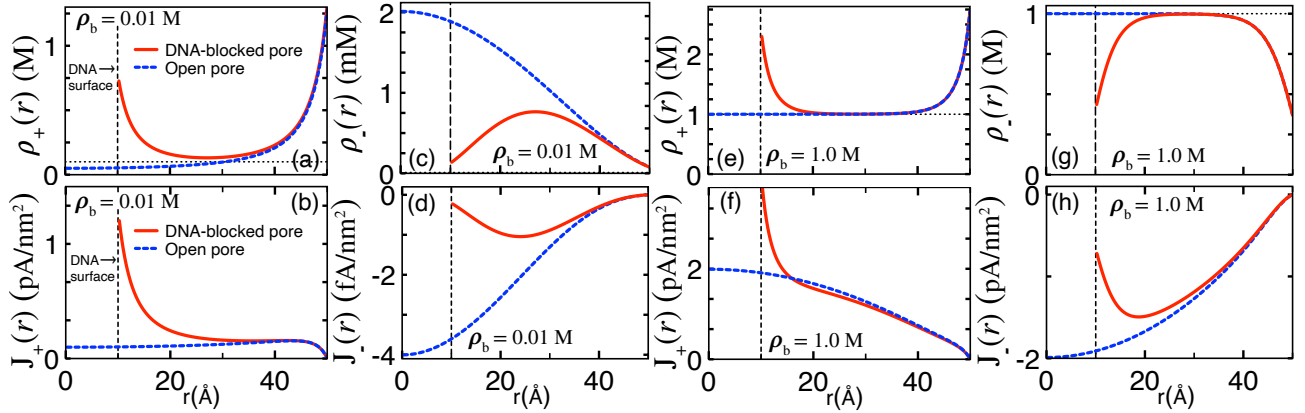 ρ₊(r) (M)
1
0
ρb = 0.01 M
DNA→
surface
DNA-blocked pore
Open pore
(a)
ρ₋(r) (mM)
2
1
0
(c)
ρb = 0.01 M
ρ₊(r) (M)
2
1
0
(e)
ρb = 1.0 M
ρ₋(r) (M)
1
0
(g)
ρb = 1.0 M
J₊(r) (pA/nm²)
1
0
ρb = 0.01 M
(b)
DNA-blocked pore
Open pore
DNA→
surface
0 20 40
r(Å)
J₋(r) (fA/nm²)
0
-2
-4
(d)
ρb = 0.01 M
0 20 40
r(Å)
J₊(r) (pA/nm²)
2
0
(f)
ρb = 1.0 M
0 20 40
r(Å)
J₋(r) (pA/nm²)
0
-1
-2
ρb = 1.0 M
(h)
0 20 40
r(Å)